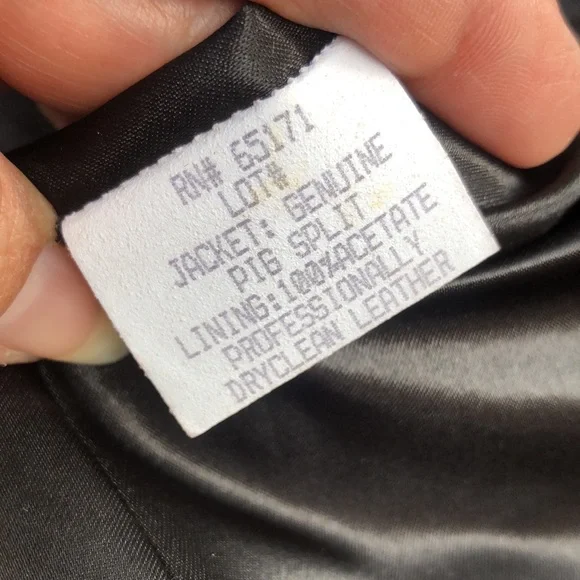 RN# 65171
LOT#
JACKET: GENUINE
PIG SPLIT
LINING:100%ACETATE
PROFESSIONALLY
DRYCLEAN LEATHER